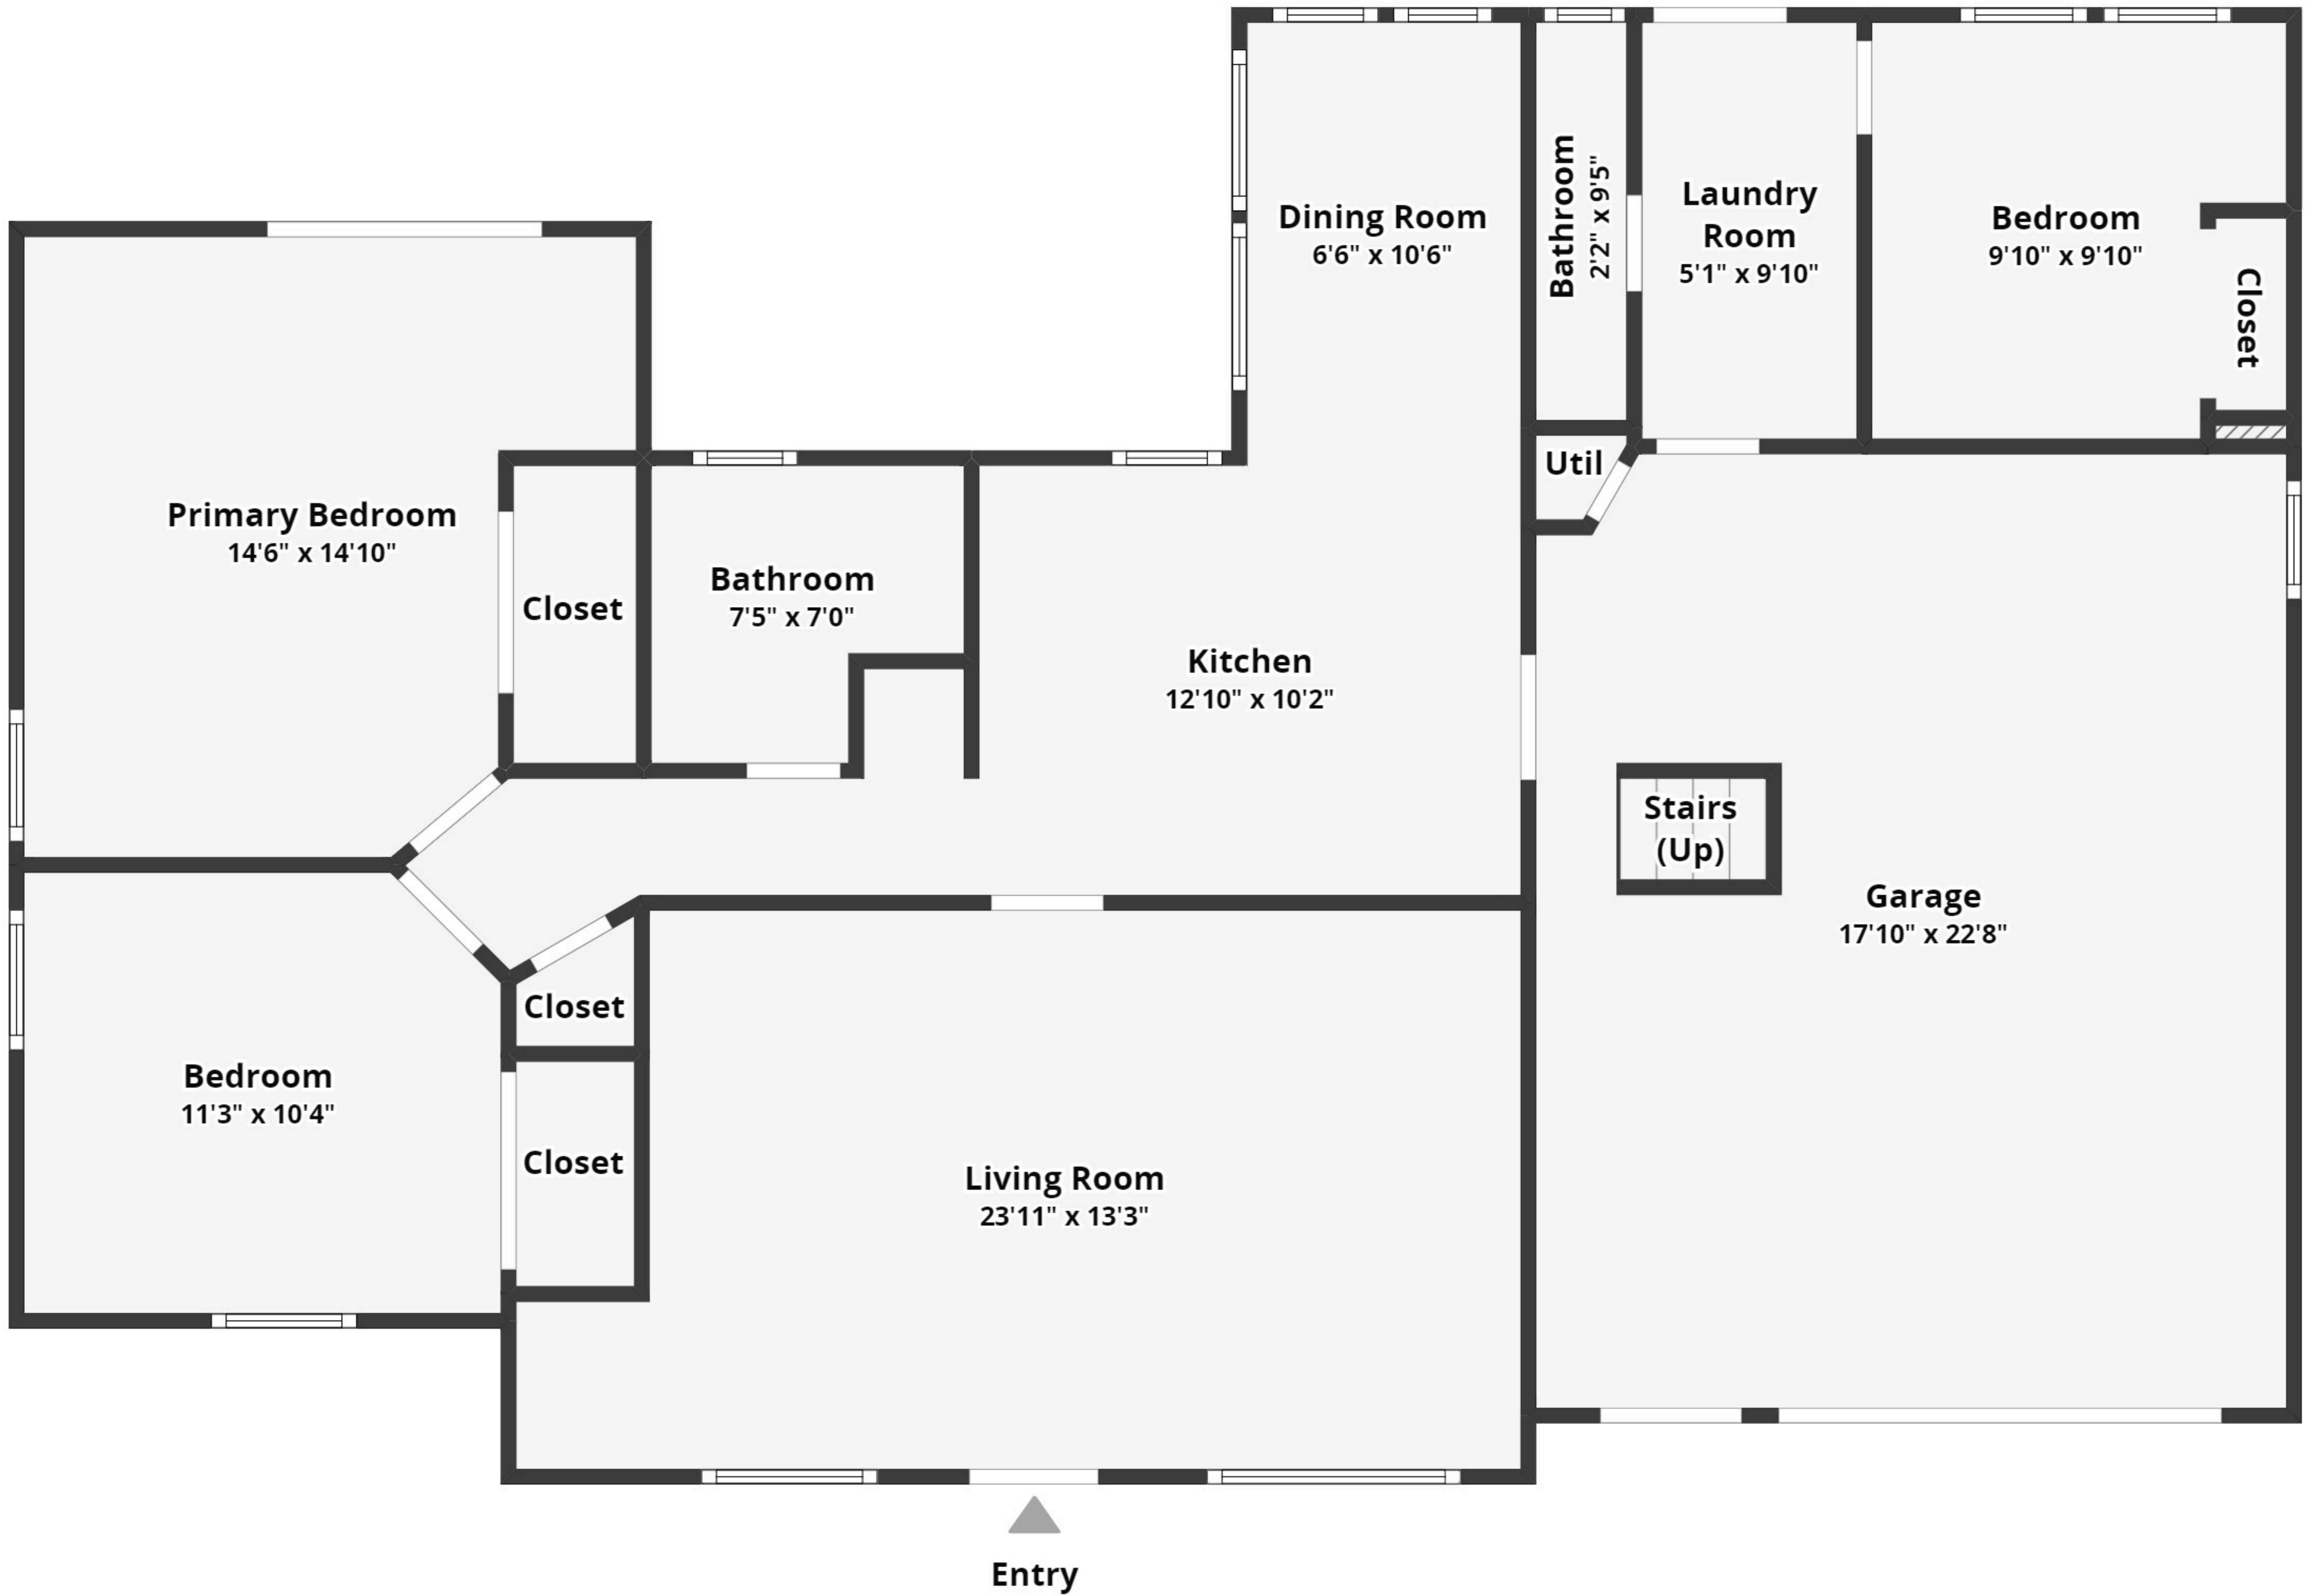 Dining Room
6'6" x 10'6"
Bathroom
2'2" x 9'5"
Laundry
Room
5'1" x 9'10"
Bedroom
9'10" x 9'10"
Closet
Util
Primary Bedroom
14'6" x 14'10"
Closet
Bathroom
7'5" x 7'0"
Kitchen
12'10" x 10'2"
Stairs
(Up)
Garage
17'10" x 22'8"
Closet
Bedroom
11'3" x 10'4"
Closet
Living Room
23'11" x 13'3"
Entry